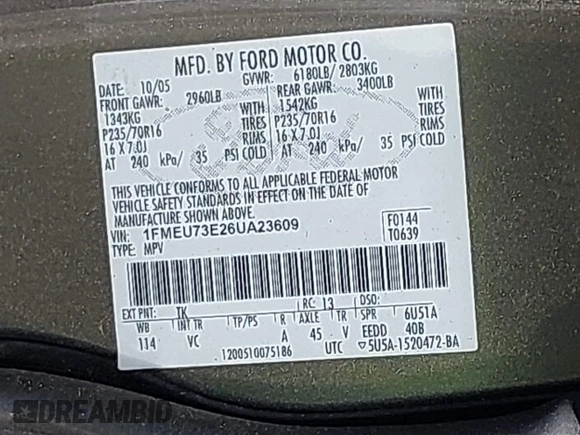 MFD. BY FORD MOTOR CO.
DATE: 10/05 GVWR: 6180LB/ 2803KG
FRONT GAWR: 2960LB REAR GAWR: 3400LB
1343KG WITH 1542KG WITH
P235/70R16 TIRES P235/70R16 TIRES
16 X 7.0J RIMS 16 X 7.0J RIMS
AT 240 kPa/ 35 PSI COLD AT 240 kPa/ 35 PSI COLD
THIS VEHICLE CONFORMS TO ALL APPLICABLE FEDERAL MOTOR
VEHICLE SAFETY STANDARDS IN EFFECT ON THE DATE OF
MANUFACTURE SHOWN ABOVE.
VIN: 1FMEU73E26UA23609 F0144
TYPE: MPV T0639
EXT PNT: TK RC: 13 DSO:
WB INT TR TP/PS R AXLE TR SPR 6U51A
114 VC A 45 V EEDD 40B
1200510075186 UTC ▽5U5A-1520472-BA
DREAMBID